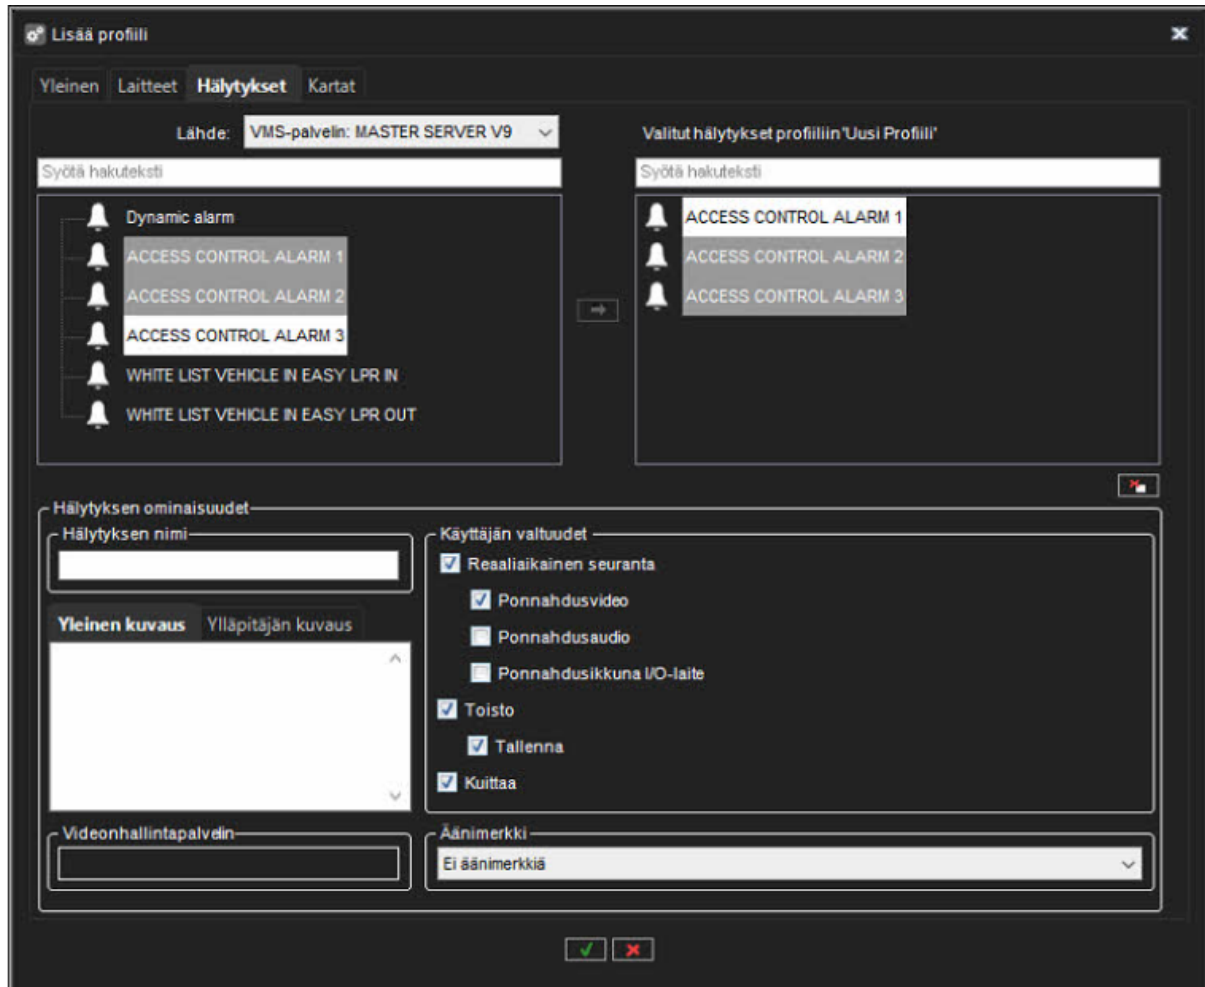 Lisää profiili
Yleinen Laitteet Hälytykset Kartat
Lähde: VMS-palvelin: MASTER SERVER V9
Valitut hälytykset profiiliin 'Uusi Profiili'
Syötä hakuteksti
Syötä hakuteksti
Dynamic alarm
ACCESS CONTROL ALARM 1
ACCESS CONTROL ALARM 2
ACCESS CONTROL ALARM 3
WHITE LIST VEHICLE IN EASY LPR IN
WHITE LIST VEHICLE IN EASY LPR OUT
ACCESS CONTROL ALARM 1
ACCESS CONTROL ALARM 2
ACCESS CONTROL ALARM 3
Hälytyksen ominaisuudet
Hälytyksen nimi
Yleinen kuvaus Ylläpitäjän kuvaus
Videonhallintapalvelin
Käyttäjän valtuudet
Reaaliaikainen seuranta
Ponnahdusvideo
Ponnahdusaudio
Ponnahdusikkuna I/O-laite
Toisto
Tallenna
Kuittaa
Äänimerkki
Ei äänimerkkiä